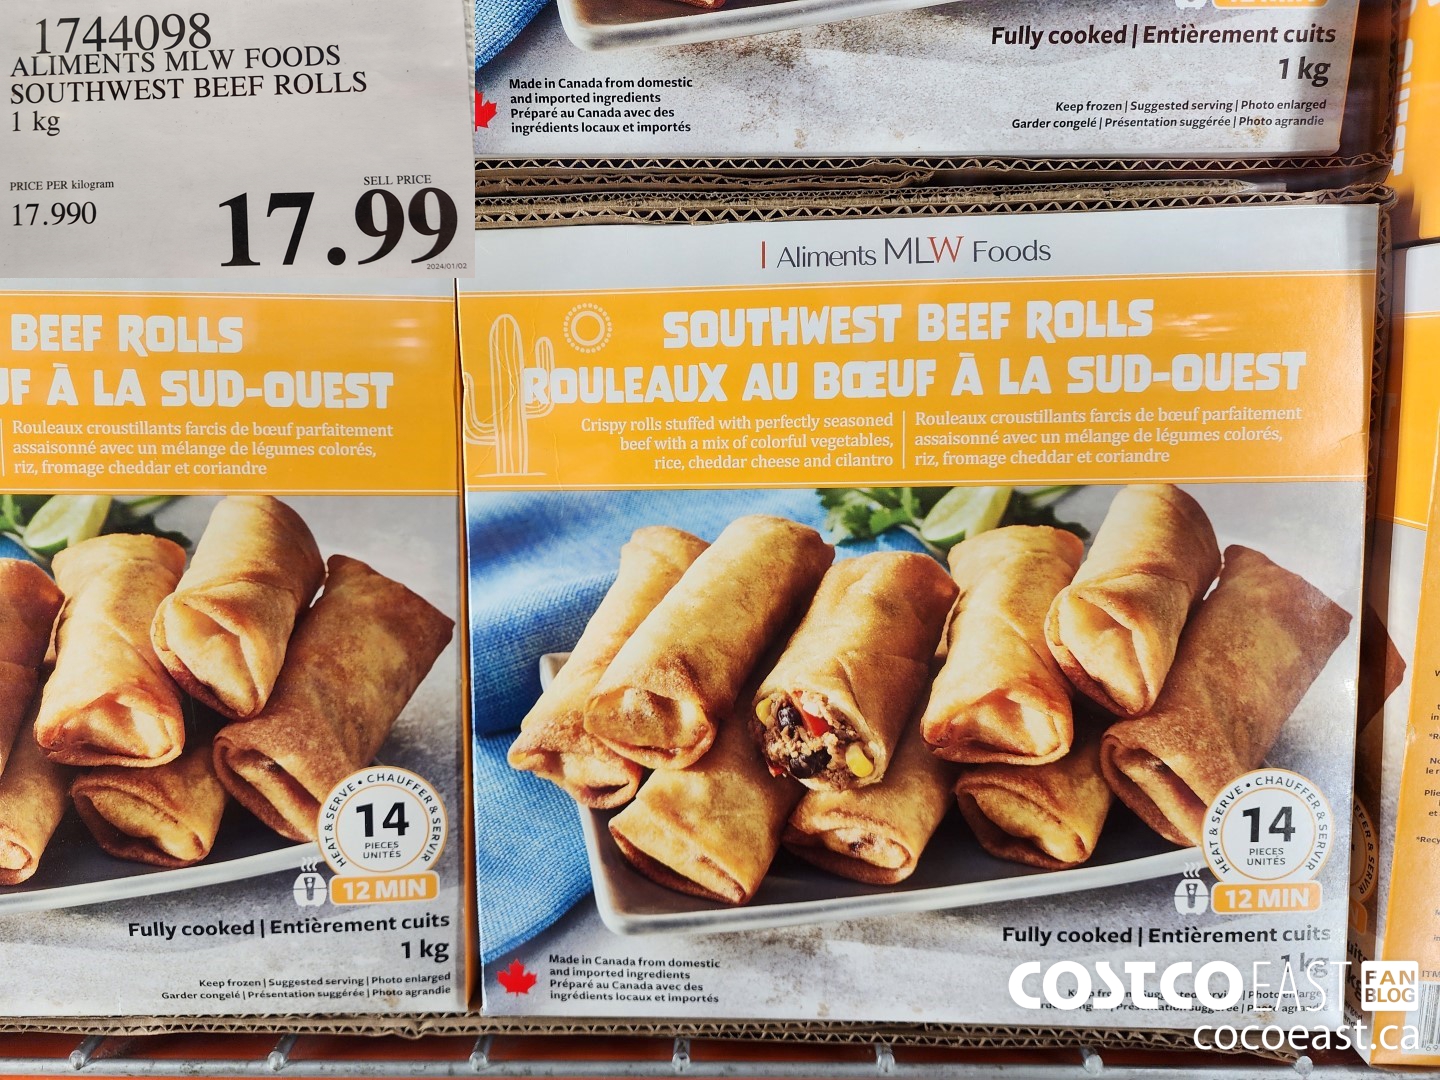 1744098
ALIMENTS MLW FOODS
SOUTHWEST BEEF ROLLS
1 kg
PRICE PER kilogram
17.990
SELL PRICE
17.99
2024/01/02
Fully cooked | Entièrement cuits
1 kg
Made in Canada from domestic
and imported ingredients
Préparé au Canada avec des
ingrédients locaux et importés
Keep frozen | Suggested serving | Photo enlarged
Garder congelé | Présentation suggérée | Photo agrandie
BEEF ROLLS
UF À LA SUD-OUEST
Rouleaux croustillants farcis de bœuf parfaitement
assaisonné avec un mélange de légumes colorés,
riz, fromage cheddar et coriandre
HEAT & SERVE • CHAUFFER & SERVIR
14
PIECES
UNITÉS
12 MIN
Fully cooked | Entièrement cuits
1 kg
Keep frozen | Suggested serving | Photo enlarged
Garder congelé | Présentation suggérée | Photo agrandie
Aliments MLW Foods
SOUTHWEST BEEF ROLLS
ROULEAUX AU BŒUF À LA SUD-OUEST
Crispy rolls stuffed with perfectly seasoned
beef with a mix of colorful vegetables,
rice, cheddar cheese and cilantro
Rouleaux croustillants farcis de bœuf parfaitement
assaisonné avec un mélange de légumes colorés,
riz, fromage cheddar et coriandre
HEAT & SERVE • CHAUFFER & SERVIR
14
PIECES
UNITÉS
12 MIN
Fully cooked | Entièrement cuits
1 kg
Made in Canada from domestic
and imported ingredients
Préparé au Canada avec des
ingrédients locaux et importés
COSTCO EAST FAN
BLOG
cocoeast.ca